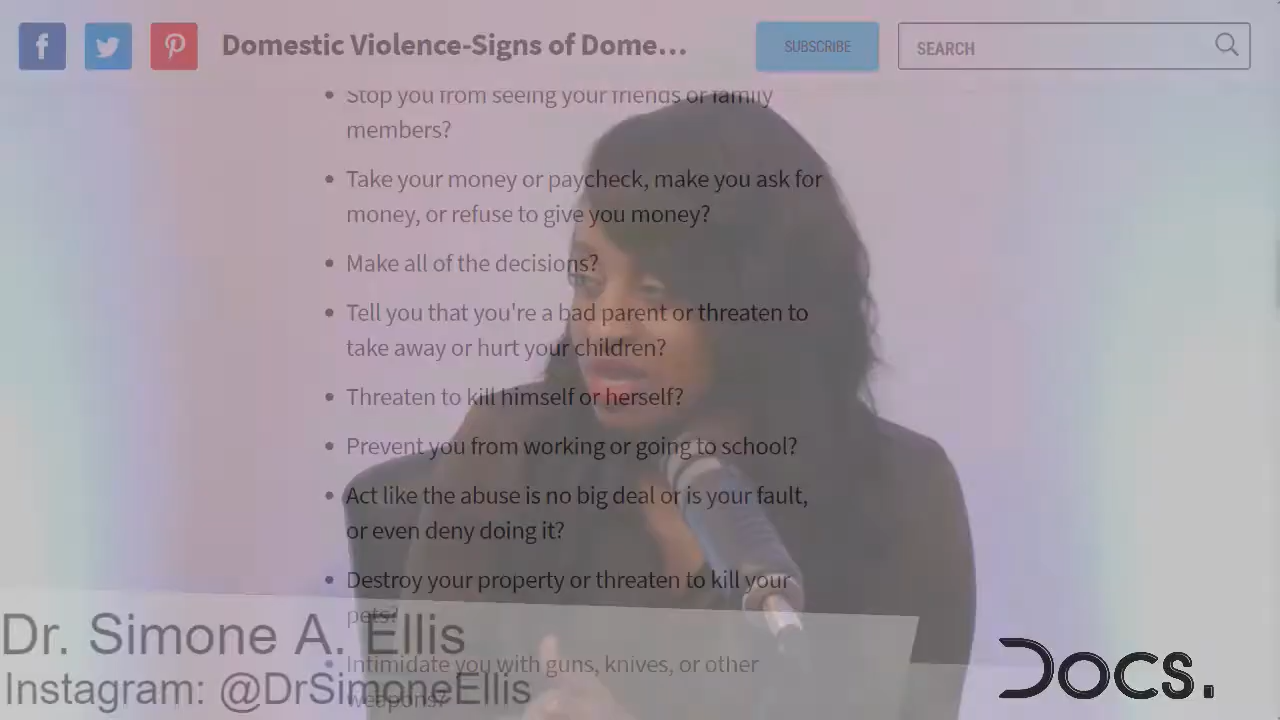 Domestic Violence-Signs of Dome...
SUBSCRIBE
SEARCH
• Stop you from seeing your friends or family
members?
• Take your money or paycheck, make you ask for
money, or refuse to give you money?
• Make all of the decisions?
• Tell you that you're a bad parent or threaten to
take away or hurt your children?
• Threaten to kill himself or herself?
• Prevent you from working or going to school?
• Act like the abuse is no big deal or is your fault,
or even deny doing it?
• Destroy your property or threaten to kill your
pets?
• Intimidate you with guns, knives, or other
weapons?
Dr. Simone A. Ellis
Instagram: @DrSimoneEllis
DOCS.